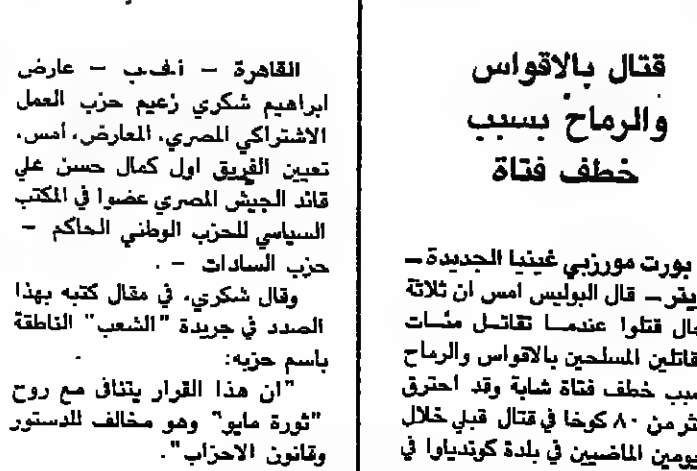 قتال بالاقواس
والرماح بسبب
خطف فتاة
بورت مورزبي غينيا الجديدة ـ
ـ قال البوليس امس ان ثلاثة
قتلوا عندما تقاتل مئات
المسلحين بالاقواس والرماح
خطف فتاة شابة وقد احترق
من ٨٠ كوخا في قتال قبلي خلال
الماضيين في بلدة كونديأوا في
القاهرة – أ.ف.ب – عارض
ابراهيم شكري زعيم حزب العمل
الاشتراكي المصري، المعارض، أمس،
تعيين الفريق اول كمال حسن علي
قائد الجيش المصري عضوا في المكتب
السياسي للحزب الوطني الحاكم –
حزب السادات – .
وقال شكري، في مقال كتبه بهذا
الصدد في جريدة "الشعب" الناطقة
باسم حزبه:
"ان هذا القرار يتنافى مع روح
"ثورة مايو" وهو مخالف للدستور
وقانون الاحزاب".